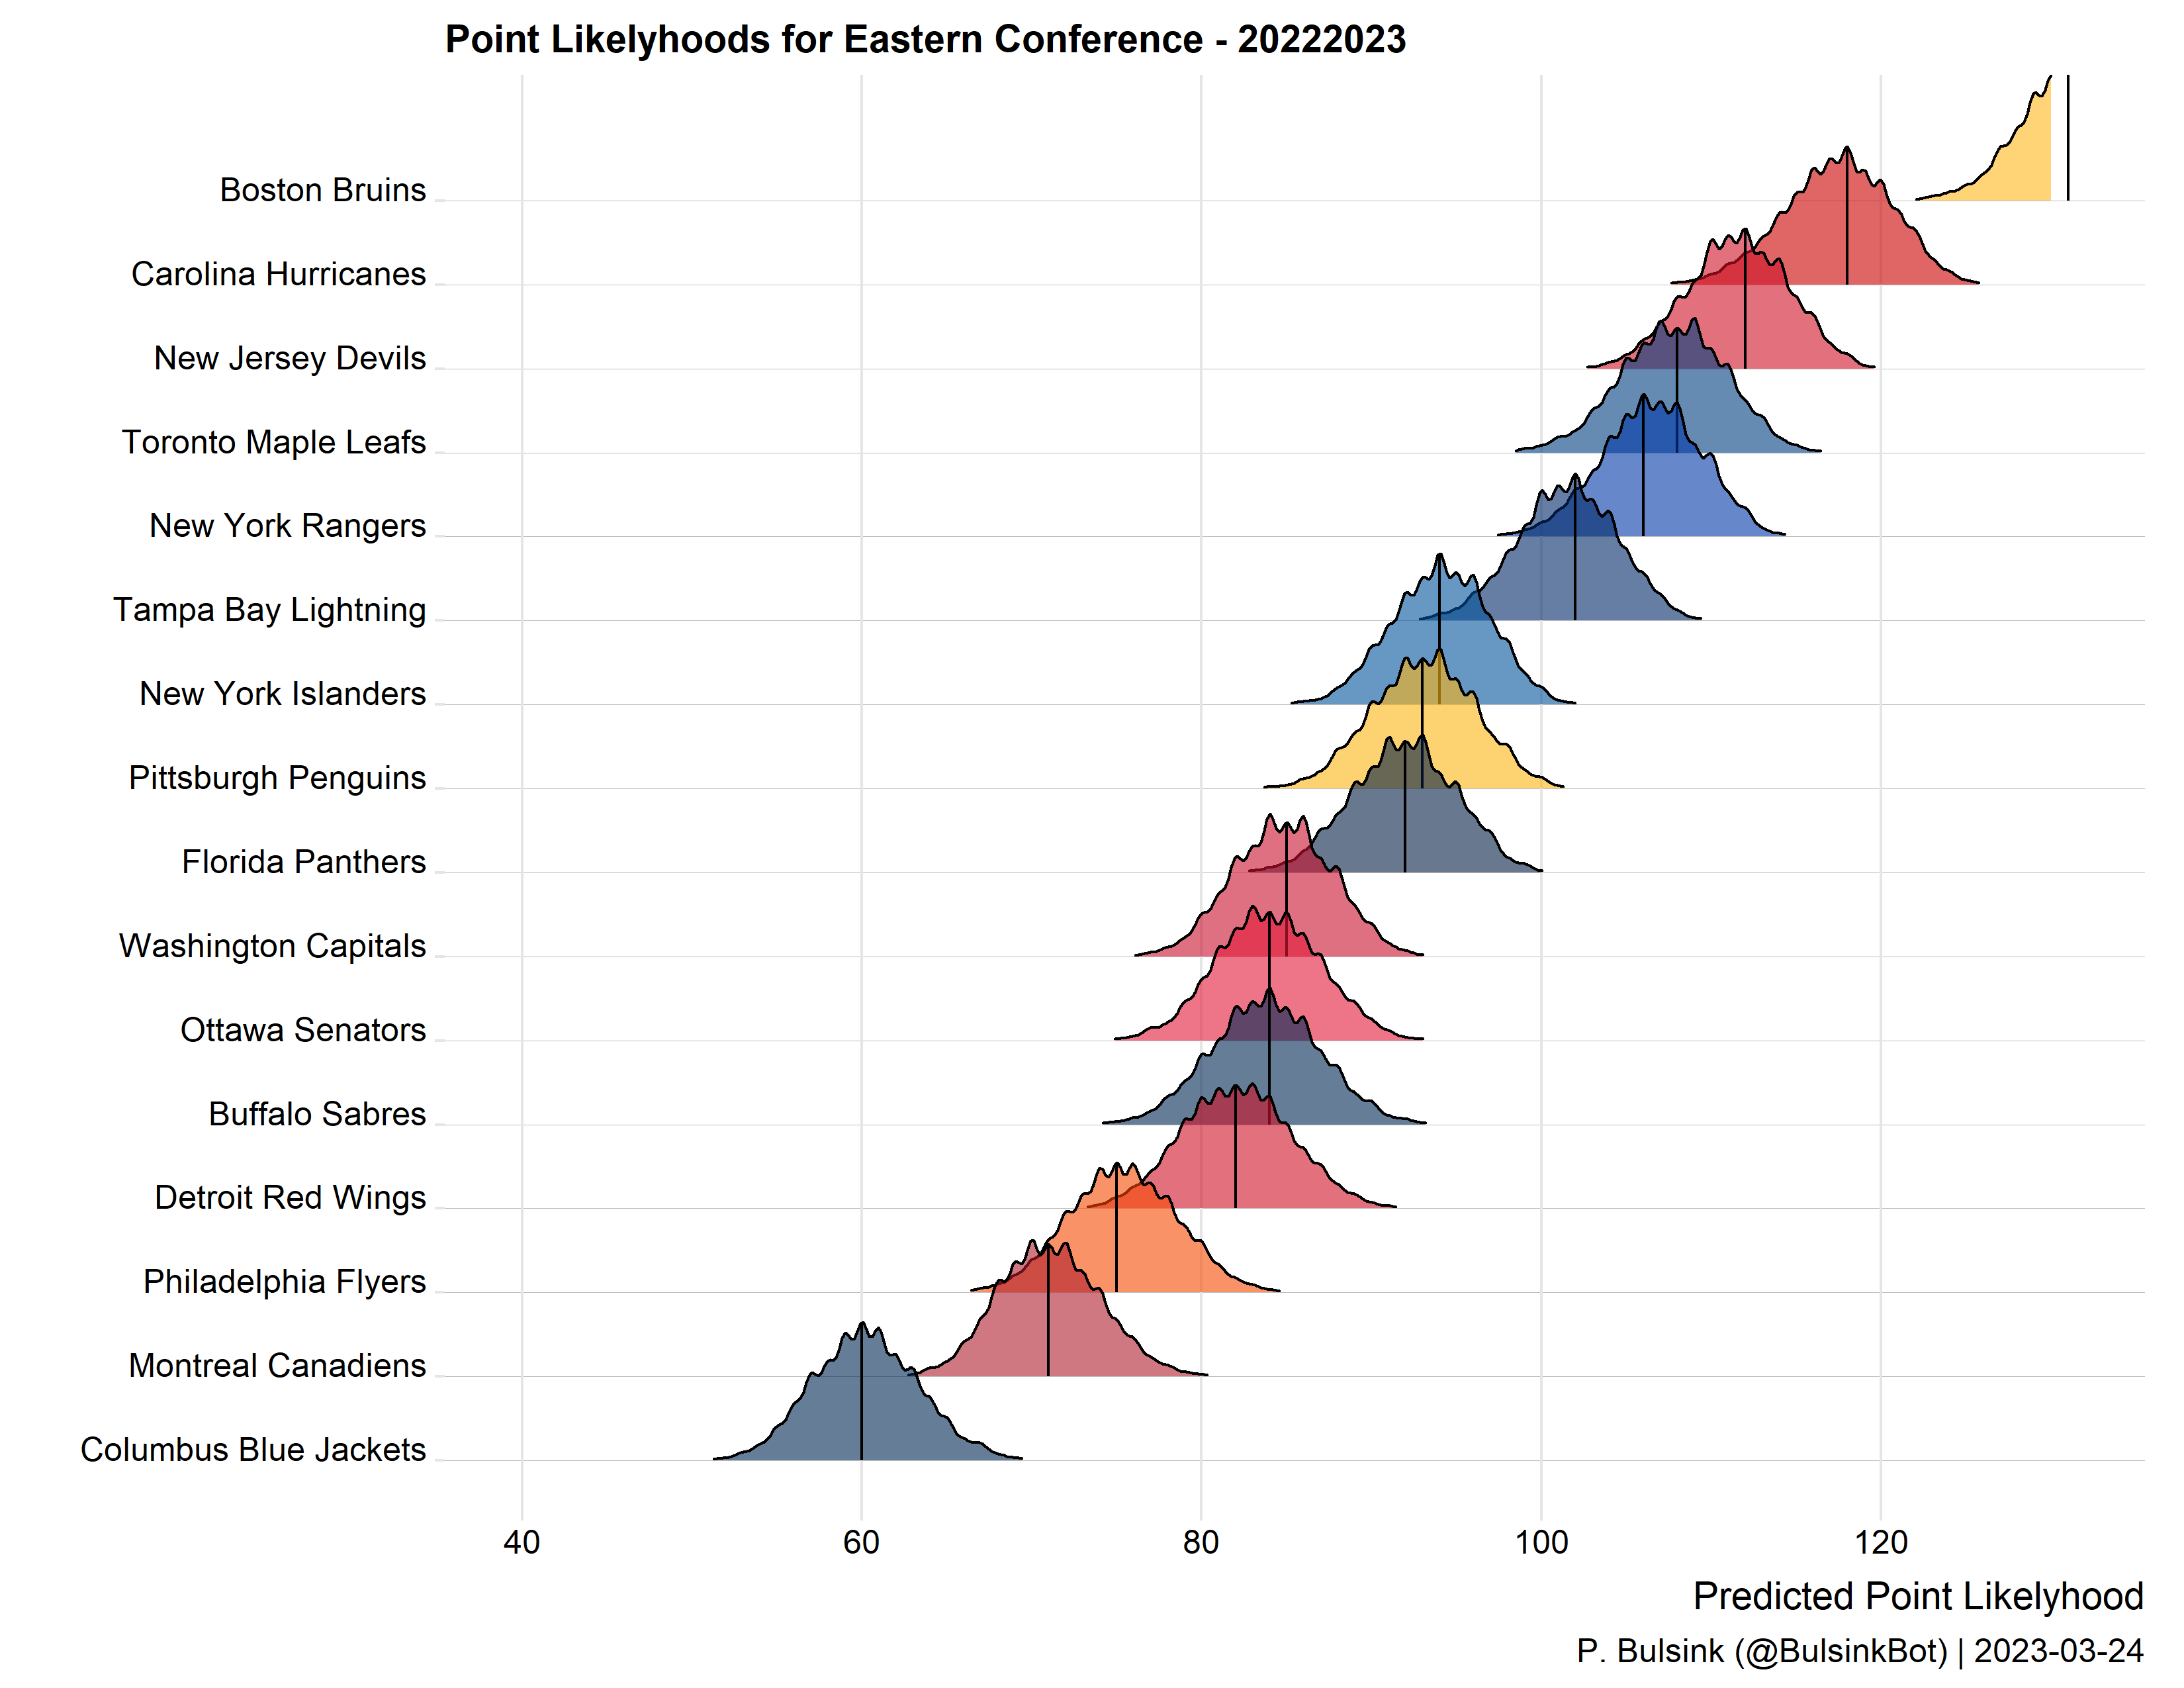 Point Likelyhoods for Eastern Conference - 20222023
Boston Bruins
Carolina Hurricanes
New Jersey Devils
Toronto Maple Leafs
New York Rangers
Tampa Bay Lightning
New York Islanders
Pittsburgh Penguins
Florida Panthers
Washington Capitals
Ottawa Senators
Buffalo Sabres
Detroit Red Wings
Philadelphia Flyers
Montreal Canadiens
Columbus Blue Jackets
40 60 80 100 120
Predicted Point Likelyhood
P. Bulsink (@BulsinkBot) | 2023-03-24